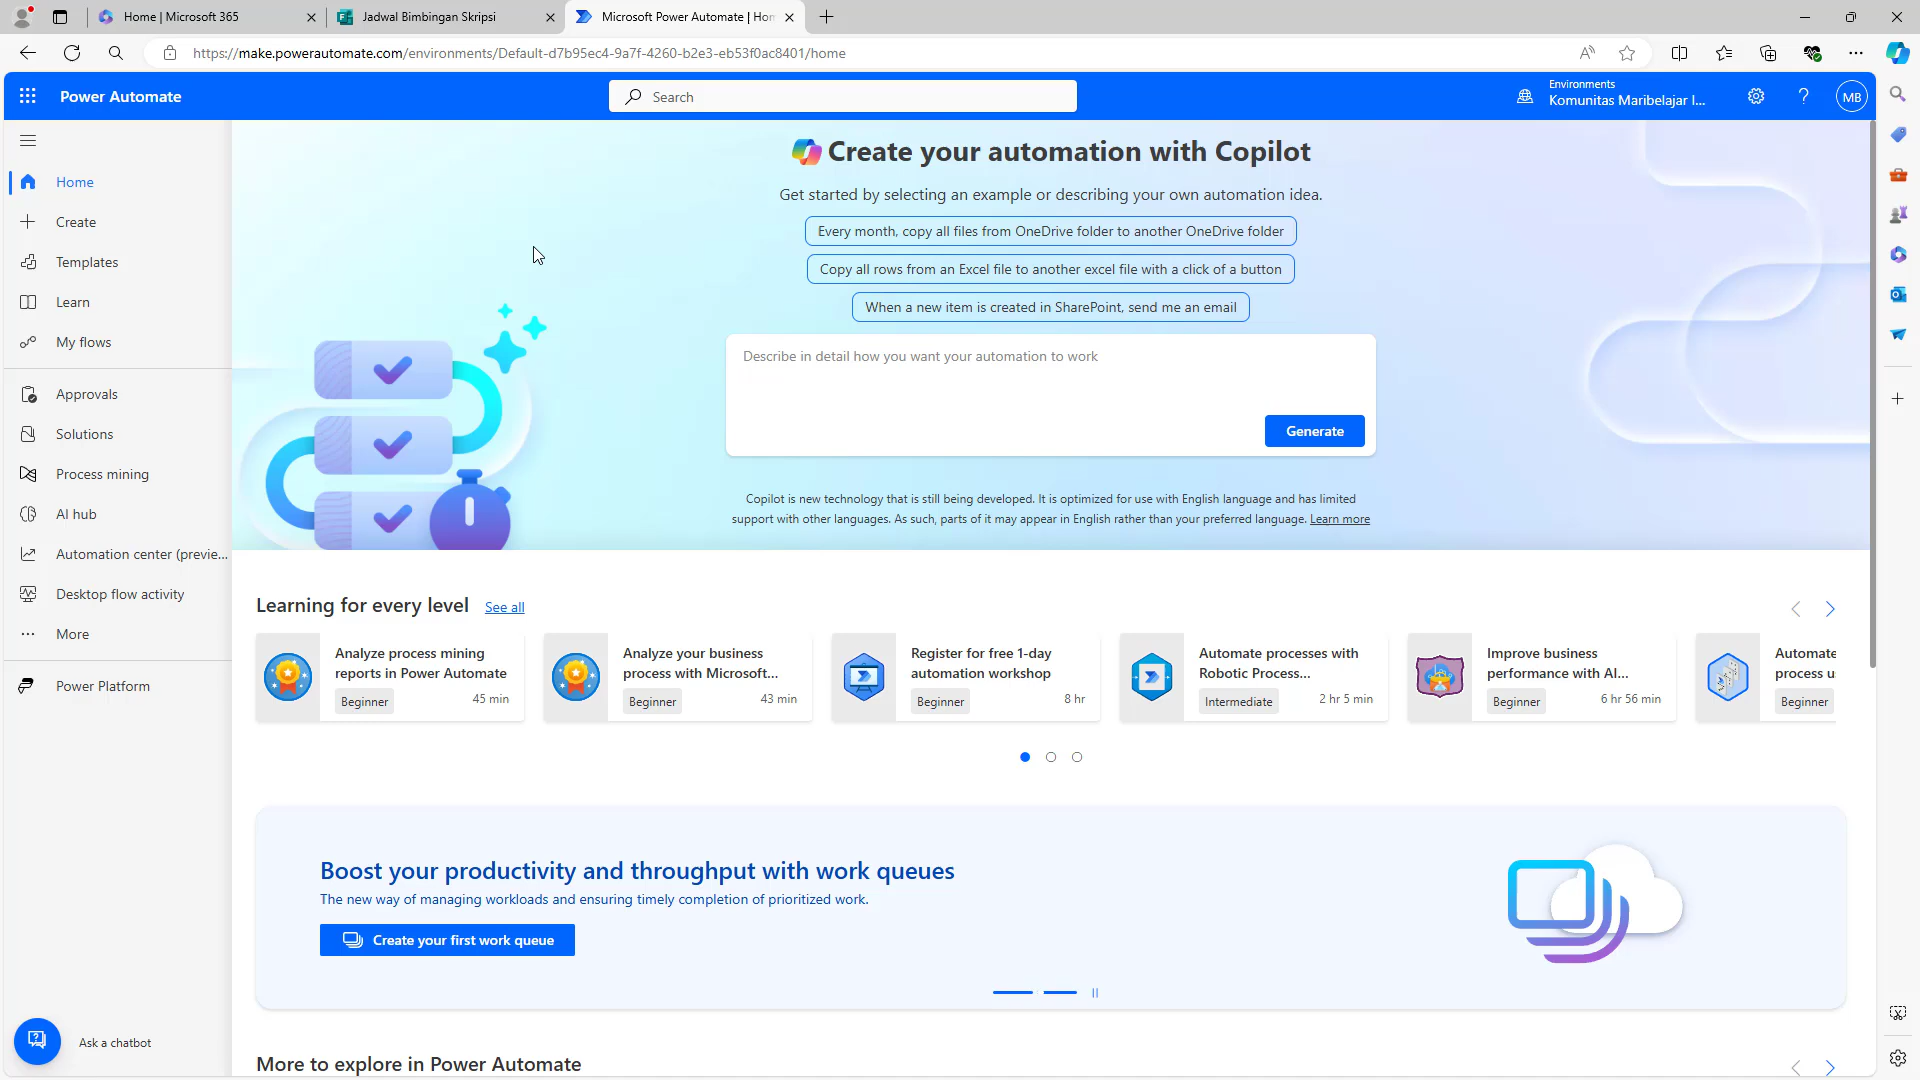 Home | Microsoft 365
Jadwal Bimbingan Skripsi
Microsoft Power Automate | Hom
https://make.powerautomate.com/environments/Default-d7b95ec4-9a7f-4260-b2e3-eb53f0ac8401/home
Power Automate
Search
Environments
Komunitas Maribelajar I...
MB
Home
Create
Templates
Learn
My flows
Approvals
Solutions
Process mining
AI hub
Automation center (previe...
Desktop flow activity
More
Power Platform
Ask a chatbot
Create your automation with Copilot
Get started by selecting an example or describing your own automation idea.
Every month, copy all files from OneDrive folder to another OneDrive folder
Copy all rows from an Excel file to another excel file with a click of a button
When a new item is created in SharePoint, send me an email
Describe in detail how you want your automation to work
Generate
Copilot is new technology that is still being developed. It is optimized for use with English language and has limited
support with other languages. As such, parts of it may appear in English rather than your preferred language. Learn more
Learning for every level See all
Analyze process mining
reports in Power Automate
Beginner 45 min
Analyze your business
process with Microsoft...
Beginner 43 min
Register for free 1-day
automation workshop
Beginner 8 hr
Automate processes with
Robotic Process...
Intermediate 2 hr 5 min
Improve business
performance with AI...
Beginner 6 hr 56 min
Automate
process u
Beginner
Boost your productivity and throughput with work queues
The new way of managing workloads and ensuring timely completion of prioritized work.
Create your first work queue
More to explore in Power Automate